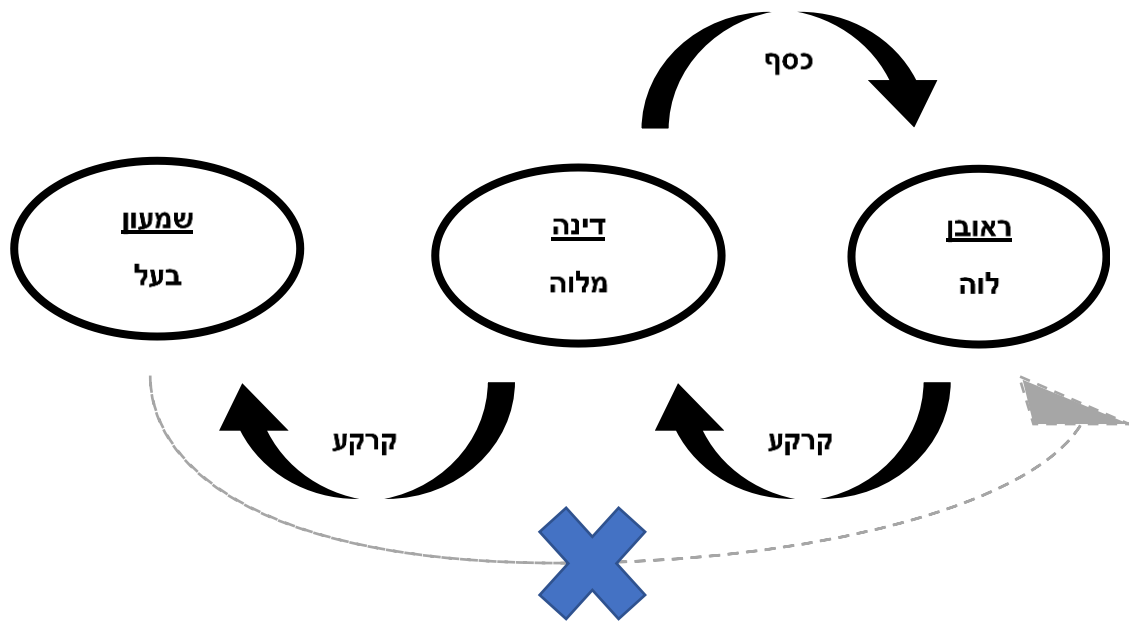 כסף
ראובן
לוה
דינה
מלוה
שמעון
בעל
קרקע
קרקע